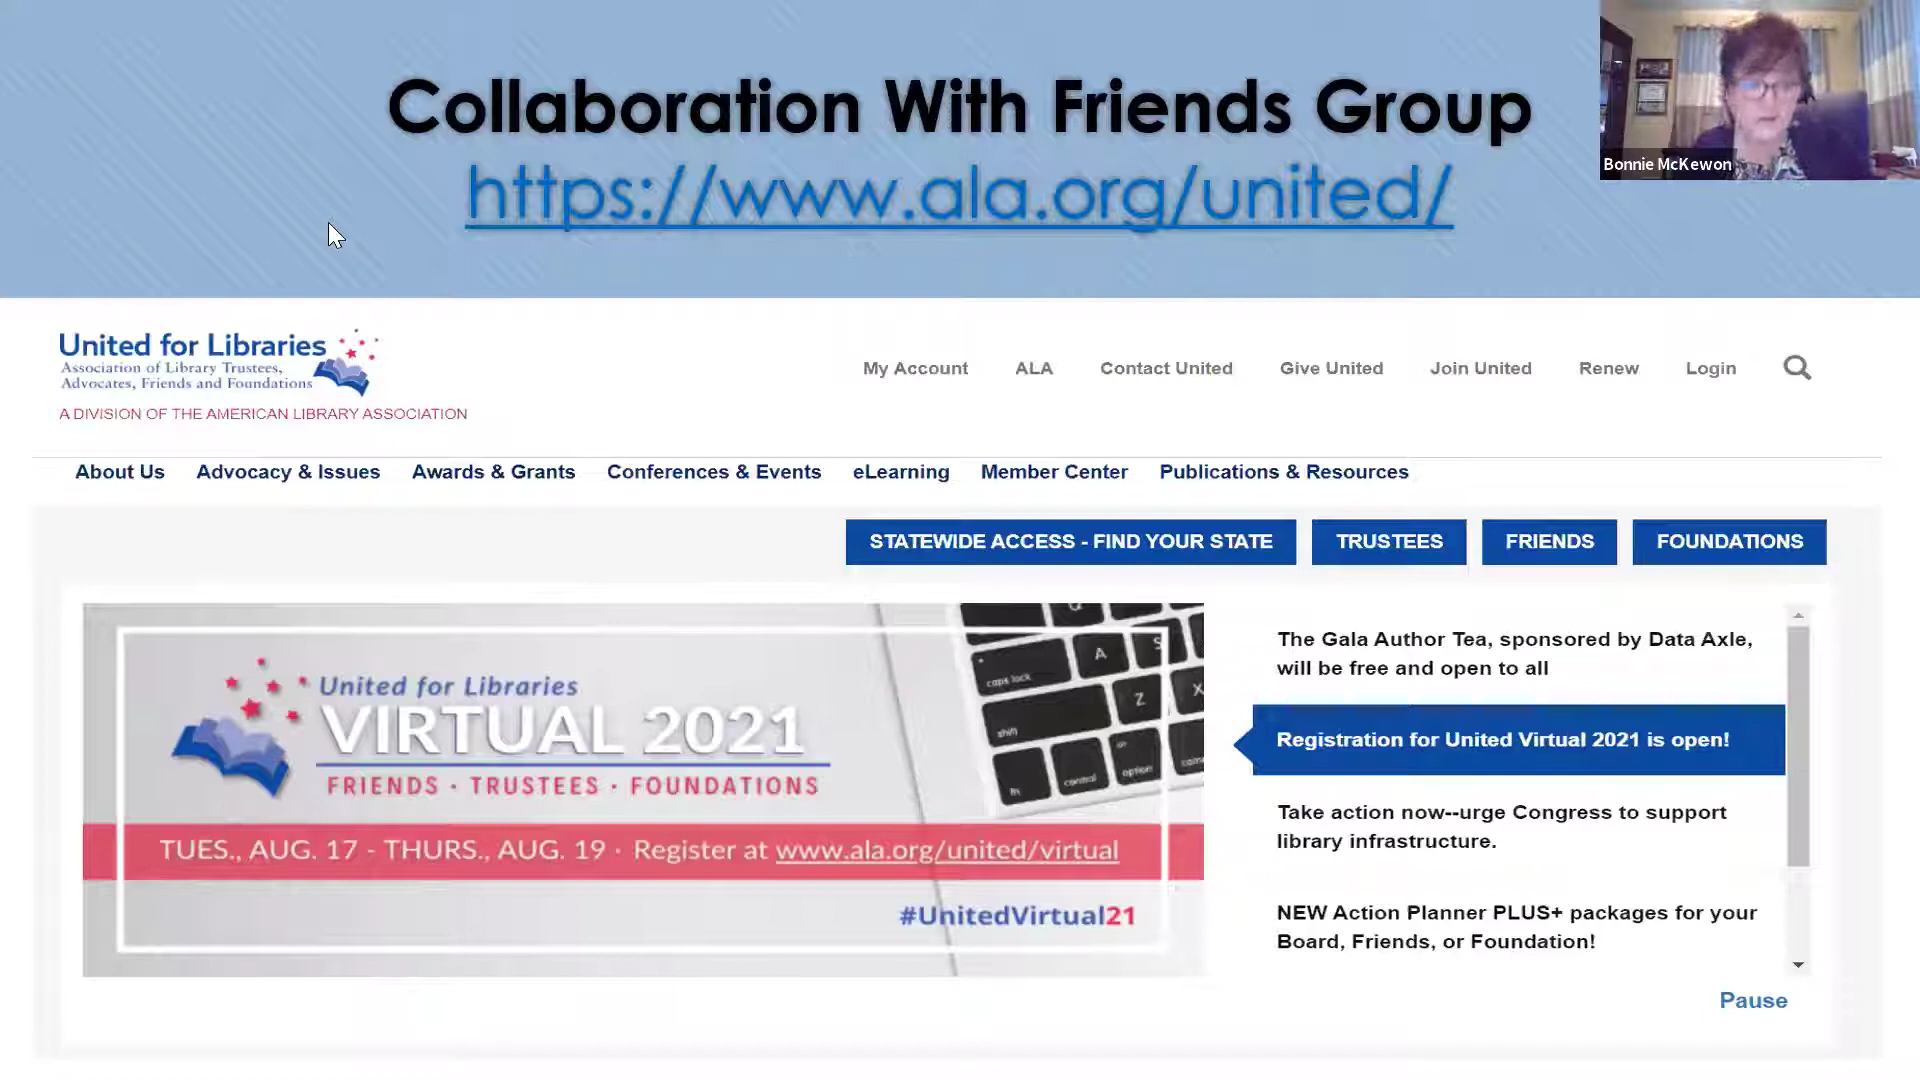 Collaboration With Friends Group
https://www.ala.org/united/
Bonnie McKewon
United for Libraries
Association of Library Trustees,
Advocates, Friends and Foundations
A DIVISION OF THE AMERICAN LIBRARY ASSOCIATION
My Account ALA Contact United Give United Join United Renew Login
About Us Advocacy & Issues Awards & Grants Conferences & Events eLearning Member Center Publications & Resources
STATEWIDE ACCESS - FIND YOUR STATE TRUSTEES FRIENDS FOUNDATIONS
United for Libraries
VIRTUAL 2021
FRIENDS · TRUSTEES · FOUNDATIONS
TUES., AUG. 17 - THURS., AUG. 19 · Register at www.ala.org/united/virtual
#UnitedVirtual21
caps lock A S
shift Z X
fn control option
The Gala Author Tea, sponsored by Data Axle,
will be free and open to all
Registration for United Virtual 2021 is open!
Take action now--urge Congress to support
library infrastructure.
NEW Action Planner PLUS+ packages for your
Board, Friends, or Foundation!
Pause